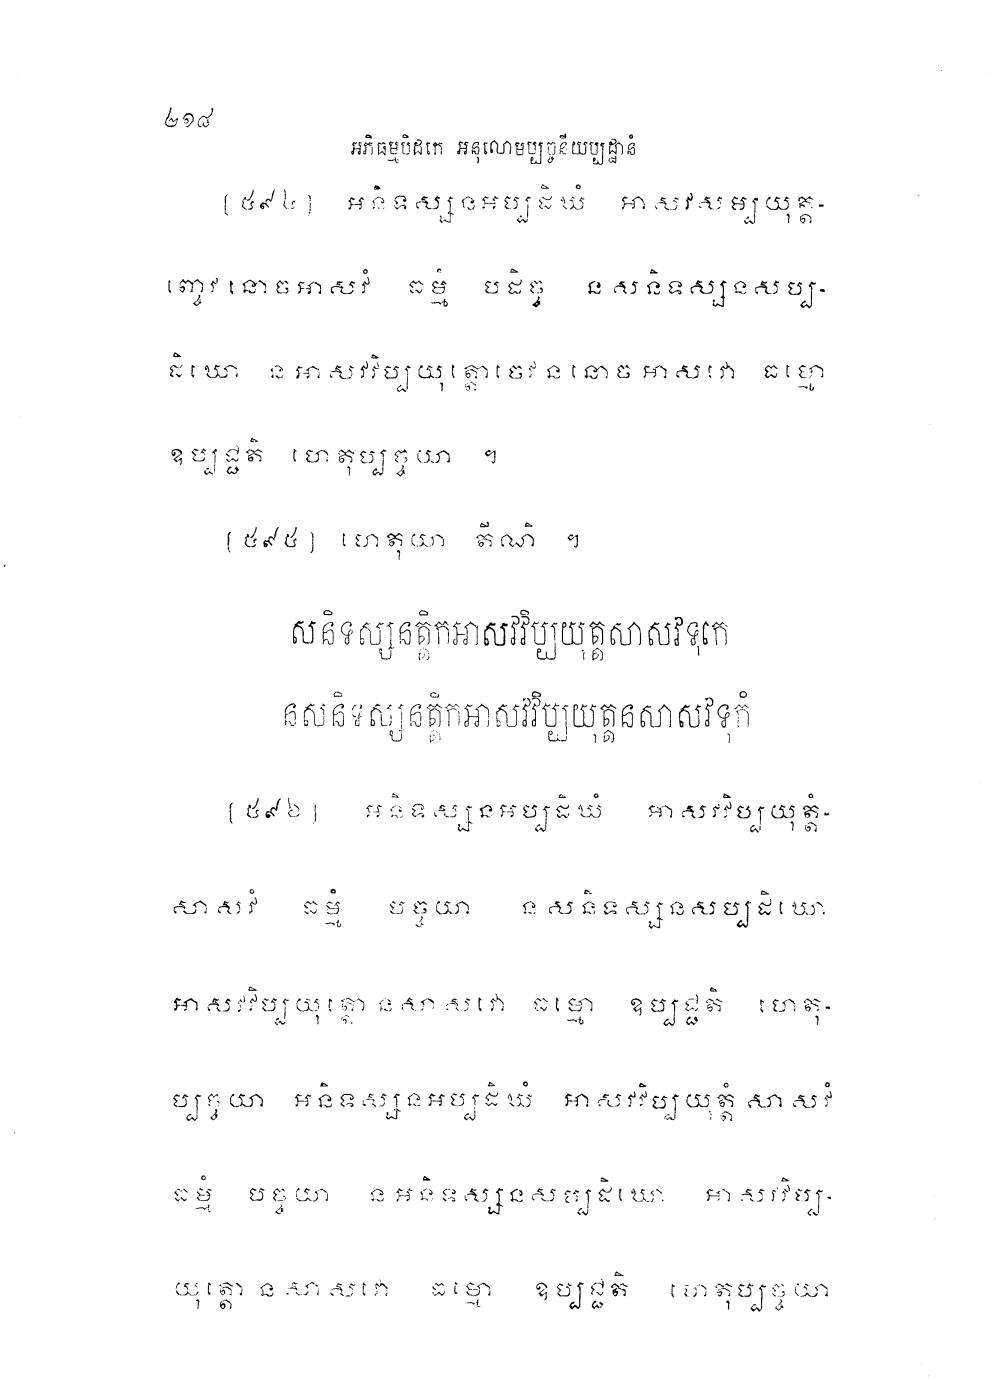 ២១៨
អភិធម្មបិដកេ អនុលោមប្បច្ចនីយប្បដ្ឋានំ
[៥៩៤] អនិទស្សនអប្បដិឃំ អាសវសម្បយុត្ត-
ញ្ចេវនោចអាសវំ ធម្មំ បដិច្ច នសនិទស្សនសប្ប-
ដិឃោ នអាសវវិប្បយុត្តោចេវននោចអាសវោ ធម្មោ
ឧប្បជ្ជតិ ហេតុប្បច្ចយា ។
[៥៩៥] ហេតុយា តីណិ ។
សនិទស្សនត្តិកអាសវវិប្បយុត្តសាសវទុកេ
នសនិទស្សនត្តិកអាសវវិប្បយុត្តនសាសវទុកំ
[៥៩៦] អនិទស្សនអប្បដិឃំ អាសវវិប្បយុត្តំ-
សាសវំ ធម្មំ បច្ចយា នសនិទស្សនសប្បដិឃោ
អាសវវិប្បយុត្តោនសាសវោ ធម្មោ ឧប្បជ្ជតិ ហេតុ-
ប្បច្ចយា អនិទស្សនអប្បដិឃំ អាសវវិប្បយុត្តំសាសវំ
ធម្មំ បច្ចយា នអនិទស្សនសប្បដិឃោ អាសវវិប្ប-
យុត្តោនសាសវោ ធម្មោ ឧប្បជ្ជតិ ហេតុប្បច្ចយា